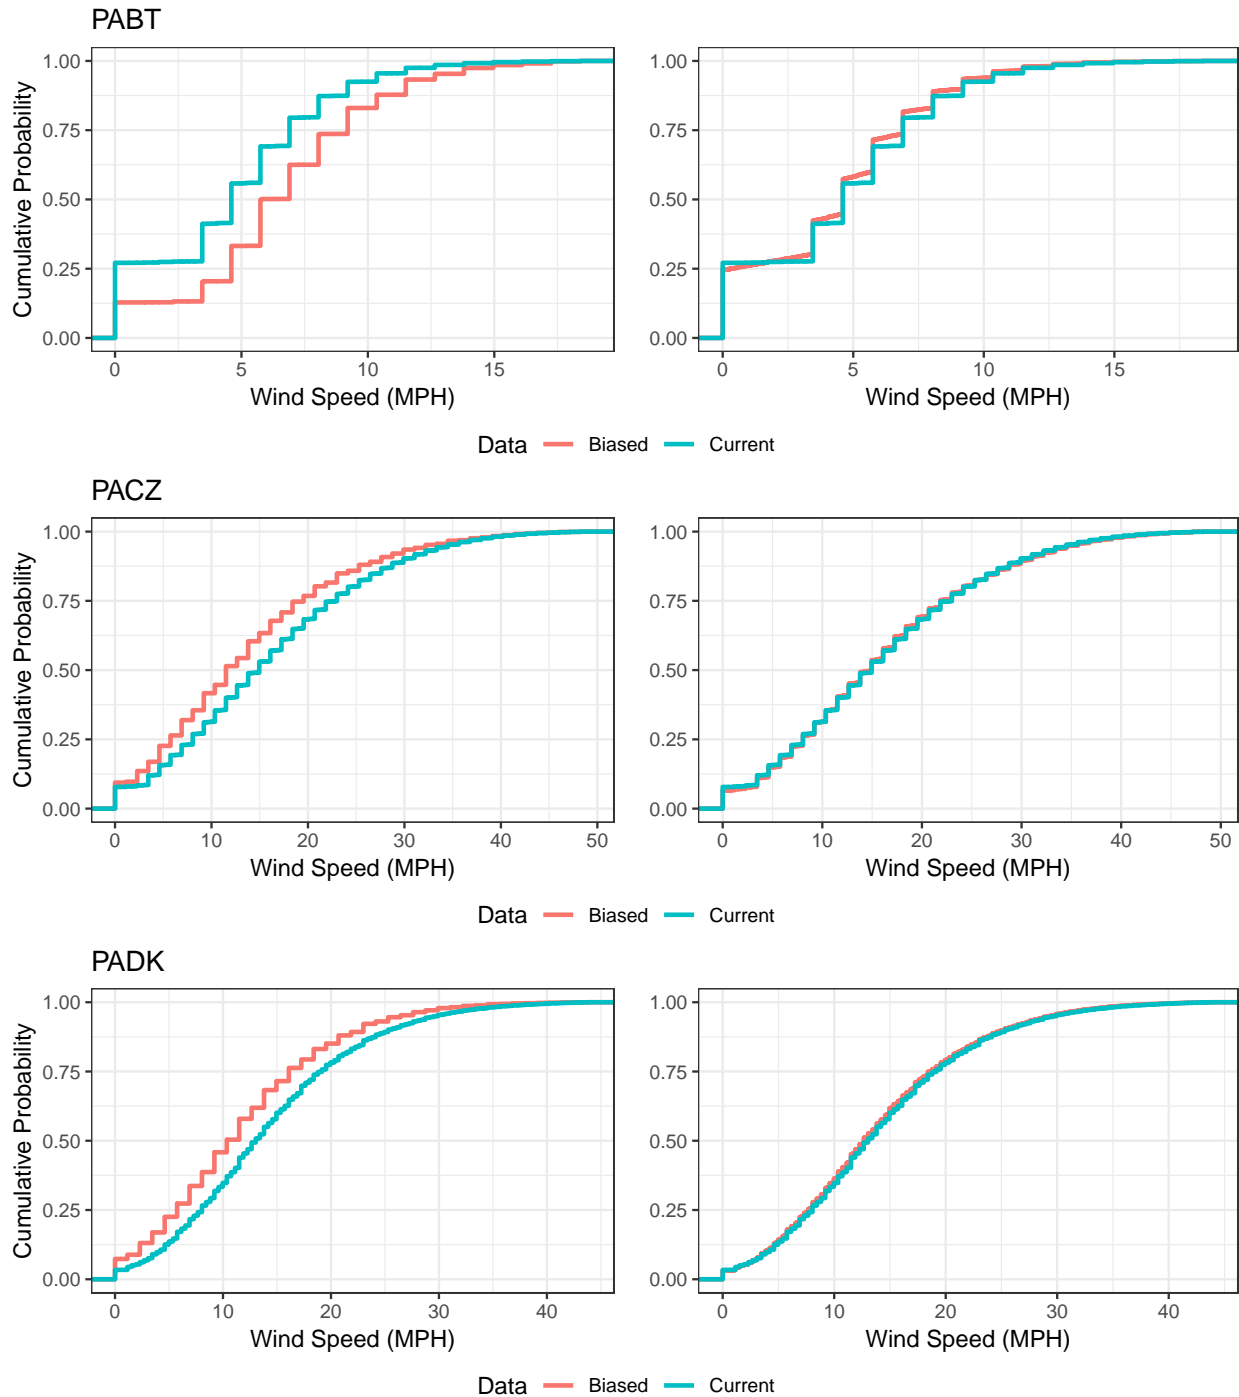 PABT
Cumulative Probability
1.00
0.75
0.50
0.25
0.00
0 5 10 15
Wind Speed (MPH)
1.00
0.75
0.50
0.25
0.00
0 5 10 15
Wind Speed (MPH)
Data Biased Current
PACZ
Cumulative Probability
1.00
0.75
0.50
0.25
0.00
0 10 20 30 40 50
Wind Speed (MPH)
1.00
0.75
0.50
0.25
0.00
0 10 20 30 40 50
Wind Speed (MPH)
Data Biased Current
PADK
Cumulative Probability
1.00
0.75
0.50
0.25
0.00
0 10 20 30 40
Wind Speed (MPH)
1.00
0.75
0.50
0.25
0.00
0 10 20 30 40
Wind Speed (MPH)
Data Biased Current